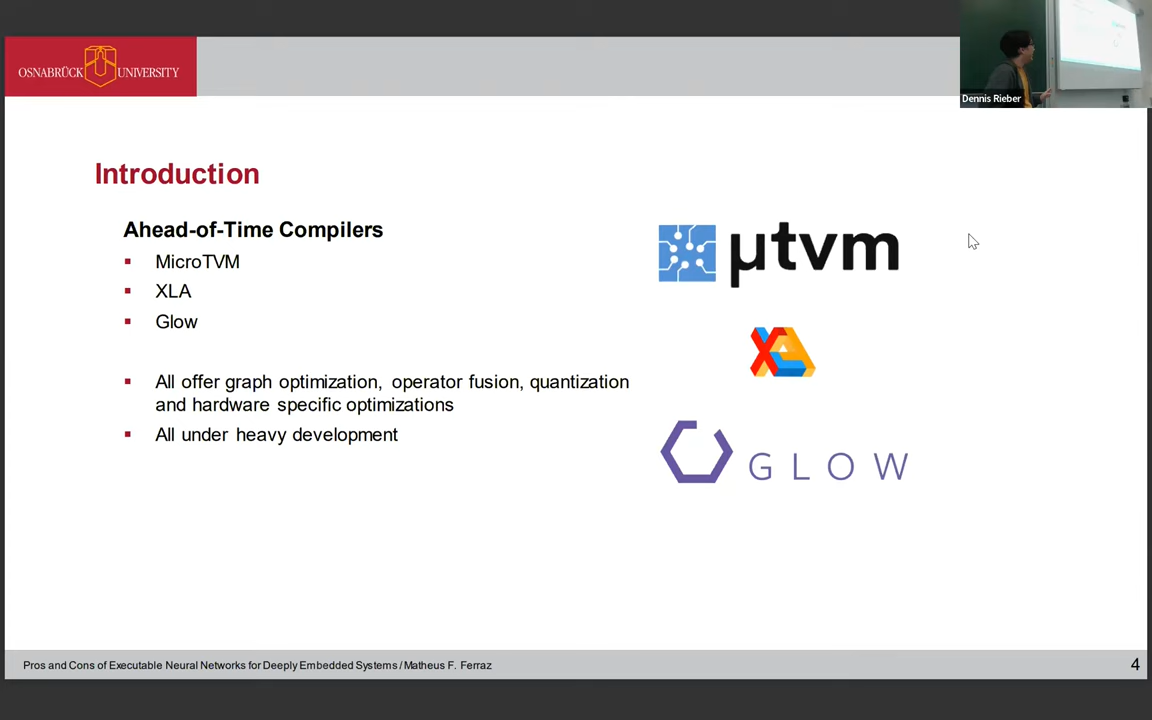 OSNABRÜCK UNIVERSITY
Dennis Rieber
Introduction
Ahead-of-Time Compilers
MicroTVM
XLA
Glow
All offer graph optimization, operator fusion, quantization
and hardware specific optimizations
All under heavy development
µtvm
XLA
GLOW
Pros and Cons of Executable Neural Networks for Deeply Embedded Systems / Matheus F. Ferraz
4